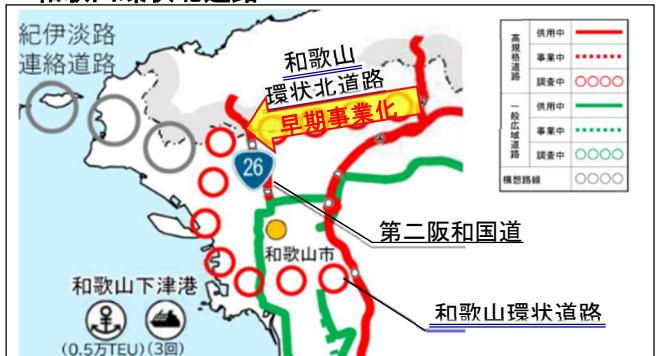 紀伊淡路
連絡道路
和歌山
環状北道路
早期事業化
26
第二阪和国道
和歌山市
和歌山下津港
(0.5万TEU)(3回)
和歌山環状道路
高規格道路
供用中
事業中
調査中
一般広域道路
供用中
事業中
調査中
構想路線